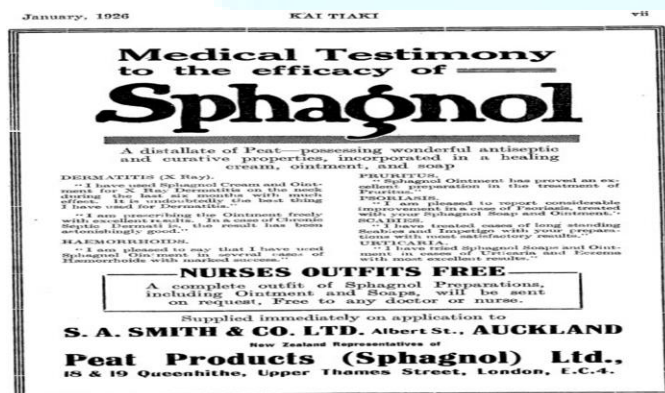 January, 1926 KAI TIAKI vii
Medical Testimony
to the efficacy of
Sphagnol
A distallate of Peat—possessing wonderful antiseptic
and curative properties, incorporated in a healing
cream, ointment, and soap
DERMATITIS (X Ray).
"I have used Sphagnol Cream and Oint-
ment for X Ray Dermatitis on the neck
during the last six months with much
effect. It is undoubtedly the best thing
I have used for Dermatitis."
"I am prescribing the Ointment freely
with excellent results. In a case of Chronic
Septic Dermatitis, the result has been
astonishingly good."
HAEMORRHOIDS.
"I am pleased to say that I have used
Sphagnol Ointment in several cases of
Hæmorrhoids with marked success."
PRURITUS.
"Sphagnol Ointment has proved an ex-
cellent preparation in the treatment of
Pruritus."
PSORIASIS.
"I am pleased to report considerable
improvement in a case of Psoriasis, treated
with your Sphagnol Soap and Ointment."
SCABIES.
"I have treated cases of long standing
Scabies and Impetigo with your prepara-
tions with most satisfactory results."
URTICARIA.
"I have tried Sphagnol Soaps and Oint-
ment in cases of Urticaria and Eczema
with most excellent results."
NURSES OUTFITS FREE
A complete outfit of Sphagnol Preparations,
including Ointment and Soaps, will be sent
on request, Free to any doctor or nurse.
Supplied immediately on application to
S. A. SMITH & CO. LTD. Albert St., AUCKLAND
New Zealand Representatives of
Peat Products (Sphagnol) Ltd.,
18 & 19 Queenhithe, Upper Thames Street, London, E.C.4.